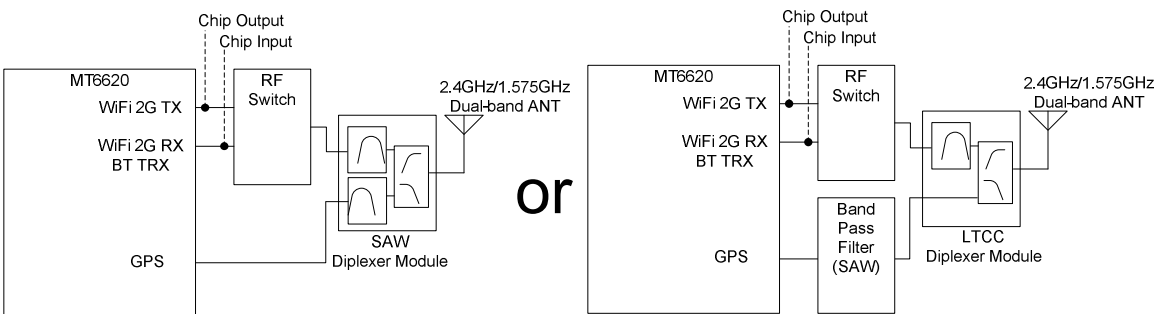 Chip Output
Chip Input
MT6620
RF
Switch
WiFi 2G TX
WiFi 2G RX
BT TRX
GPS
2.4GHz/1.575GHz
Dual-band ANT
SAW
Diplexer Module
or
Chip Output
Chip Input
MT6620
RF
Switch
WiFi 2G TX
WiFi 2G RX
BT TRX
GPS
Band
Pass
Filter
(SAW)
2.4GHz/1.575GHz
Dual-band ANT
LTCC
Diplexer Module